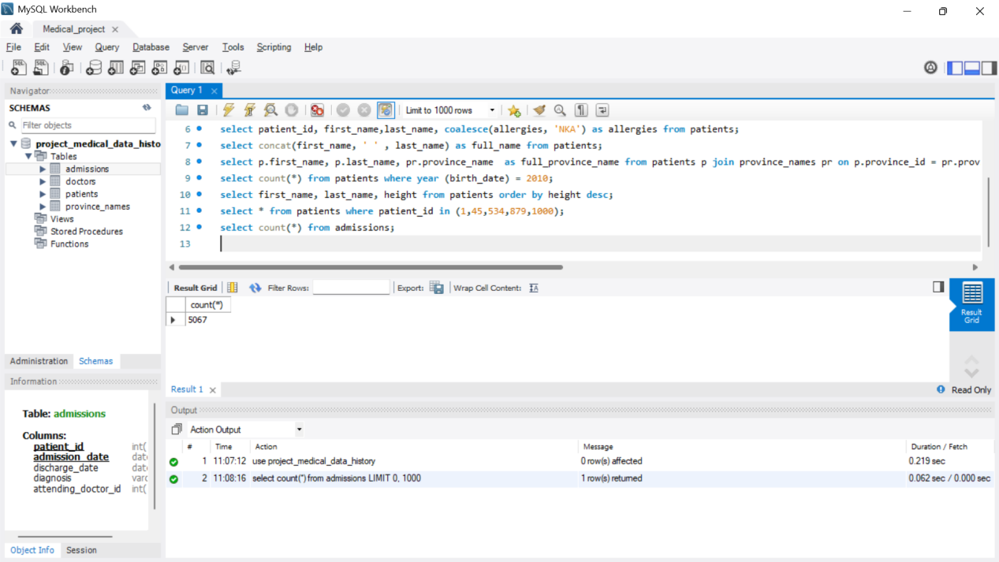 MySQL Workbench
Medical_project
File Edit View Query Database Server Tools Scripting Help
Navigator
SCHEMAS
Filter objects
project_medical_data_histo
Tables
admissions
doctors
patients
province_names
Views
Stored Procedures
Functions
Administration Schemas
Information
Table: admissions
Columns:
patient_id int(
admission_date dat
discharge_date dat
diagnosis varc
attending_doctor_id int(
Object Info Session
Query 1
Limit to 1000 rows
6 select patient_id, first_name,last_name, coalesce(allergies, 'NKA') as allergies from patients;
7 select concat(first_name, ' ' , last_name) as full_name from patients;
8 select p.first_name, p.last_name, pr.province_name  as full_province_name from patients p join province_names pr on p.province_id = pr.prov
9 select count(*) from patients where year (birth_date) = 2010;
10 select first_name, last_name, height from patients order by height desc;
11 select * from patients where patient_id in (1,45,534,879,1000);
12 select count(*) from admissions;
13
Result Grid Filter Rows: Export: Wrap Cell Content:
count(*)
5067
Result Grid
Result 1
Read Only
Output
Action Output
# Time Action Message Duration / Fetch
1 11:07:12 use project_medical_data_history 0 row(s) affected 0.219 sec
2 11:08:16 select count(*) from admissions LIMIT 0, 1000 1 row(s) returned 0.062 sec / 0.000 sec